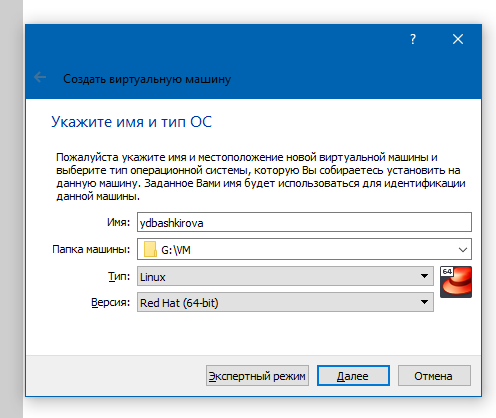 ?
Создать виртуальную машину
Укажите имя и тип ОС
Пожалуйста укажите имя и местоположение новой виртуальной машины и
выберите тип операционной системы, которую Вы собираетесь установить на
данную машину. Заданное Вами имя будет использоваться для идентификации
данной машины.
Имя: ydbashkirova
Папка машины: G:\VM
Тип: Linux 64
Версия: Red Hat (64-bit)
Экспертный режим Далее Отмена